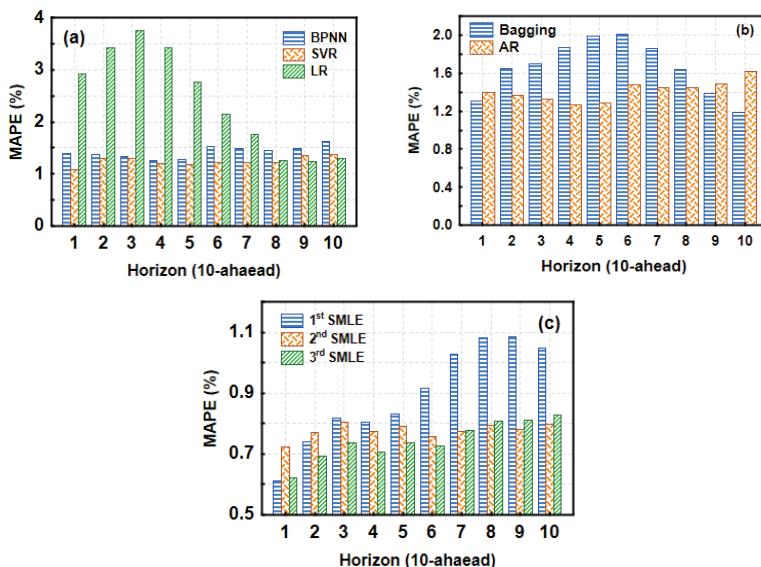 (a)
BPNN
SVR
LR
MAPE (%)
4
3
2
1
0
1 2 3 4 5 6 7 8 9 10
Horizon (10-ahaead)
(b)
Bagging
AR
MAPE (%)
2.0
1.6
1.2
2.4
0.0
1 2 3 4 5 6 7 8 9 10
Horizon (10-ahead)
(c)
1st SMLE
2nd SMLE
3rd SMLE
MAPE (%)
1.1
0.9
0.7
0.5
1 2 3 4 5 6 7 8 9 10
Horizon (10-ahaead)